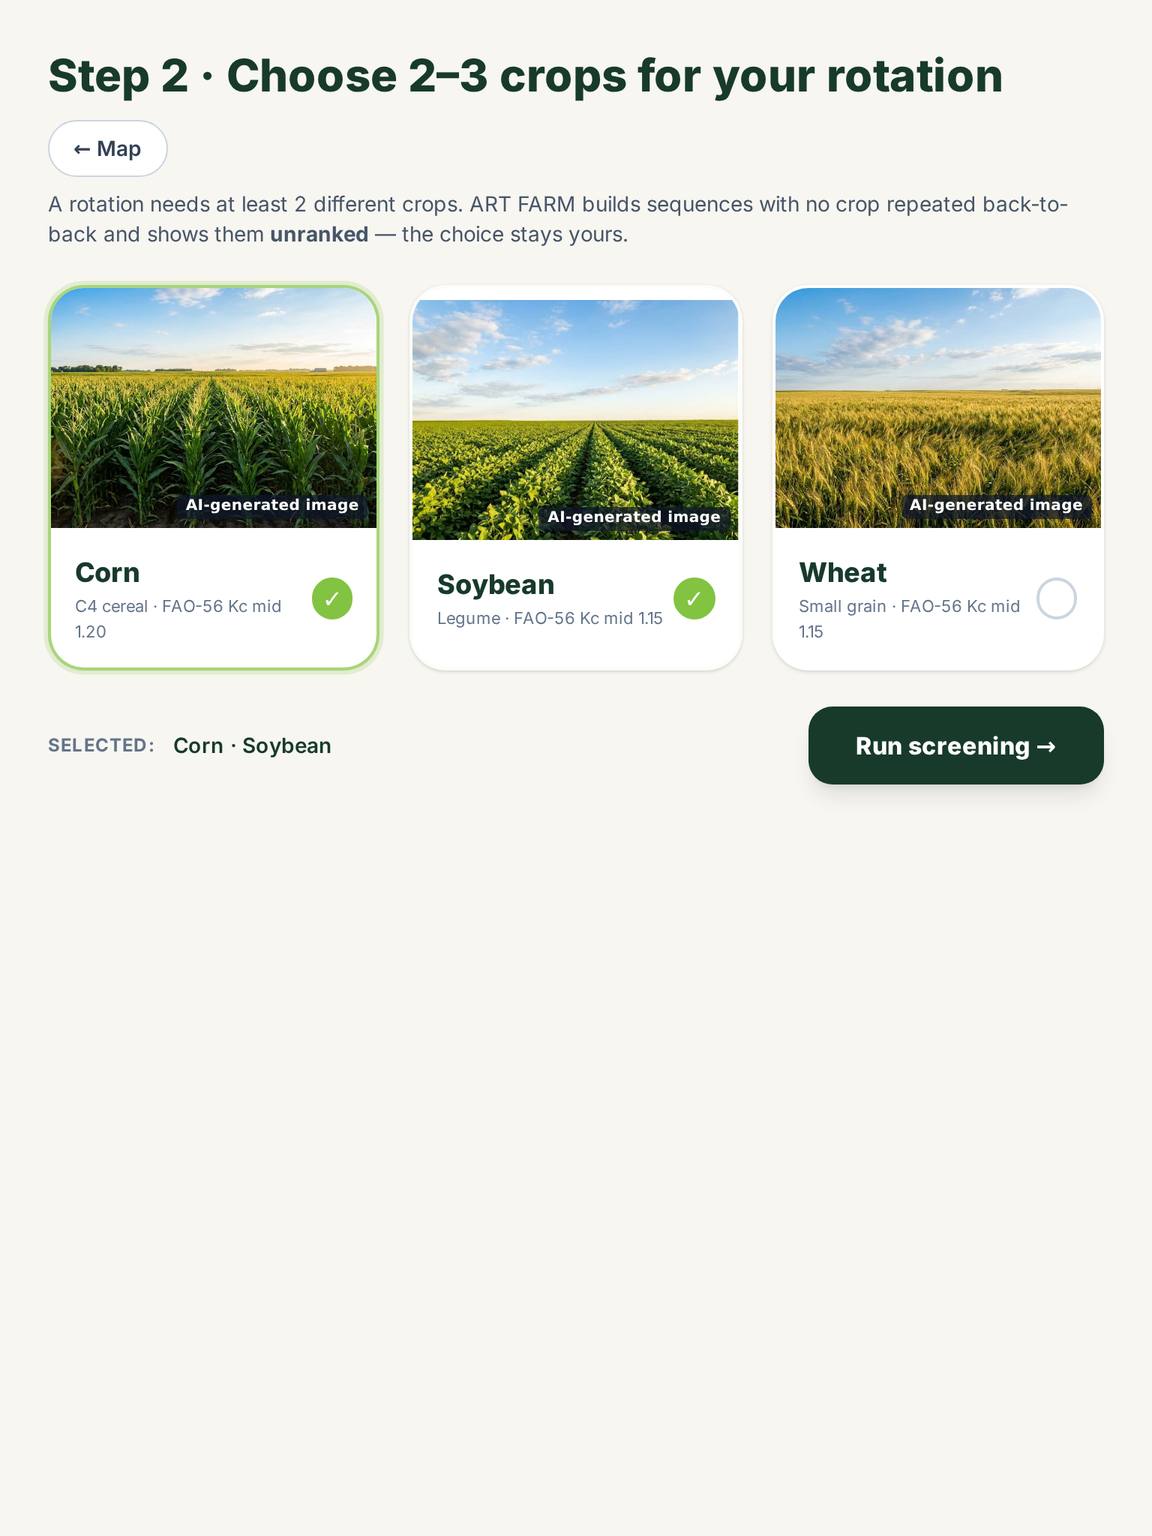 Step 2 · Choose 2–3 crops for your rotation
← Map
A rotation needs at least 2 different crops. ART FARM builds sequences with no crop repeated back-to-
back and shows them unranked — the choice stays yours.
AI-generated image
AI-generated image
AI-generated image
Corn
C4 cereal · FAO-56 Kc mid
1.20
✓
Soybean
Legume · FAO-56 Kc mid 1.15
✓
Wheat
Small grain · FAO-56 Kc mid
1.15
SELECTED: Corn · Soybean
Run screening →